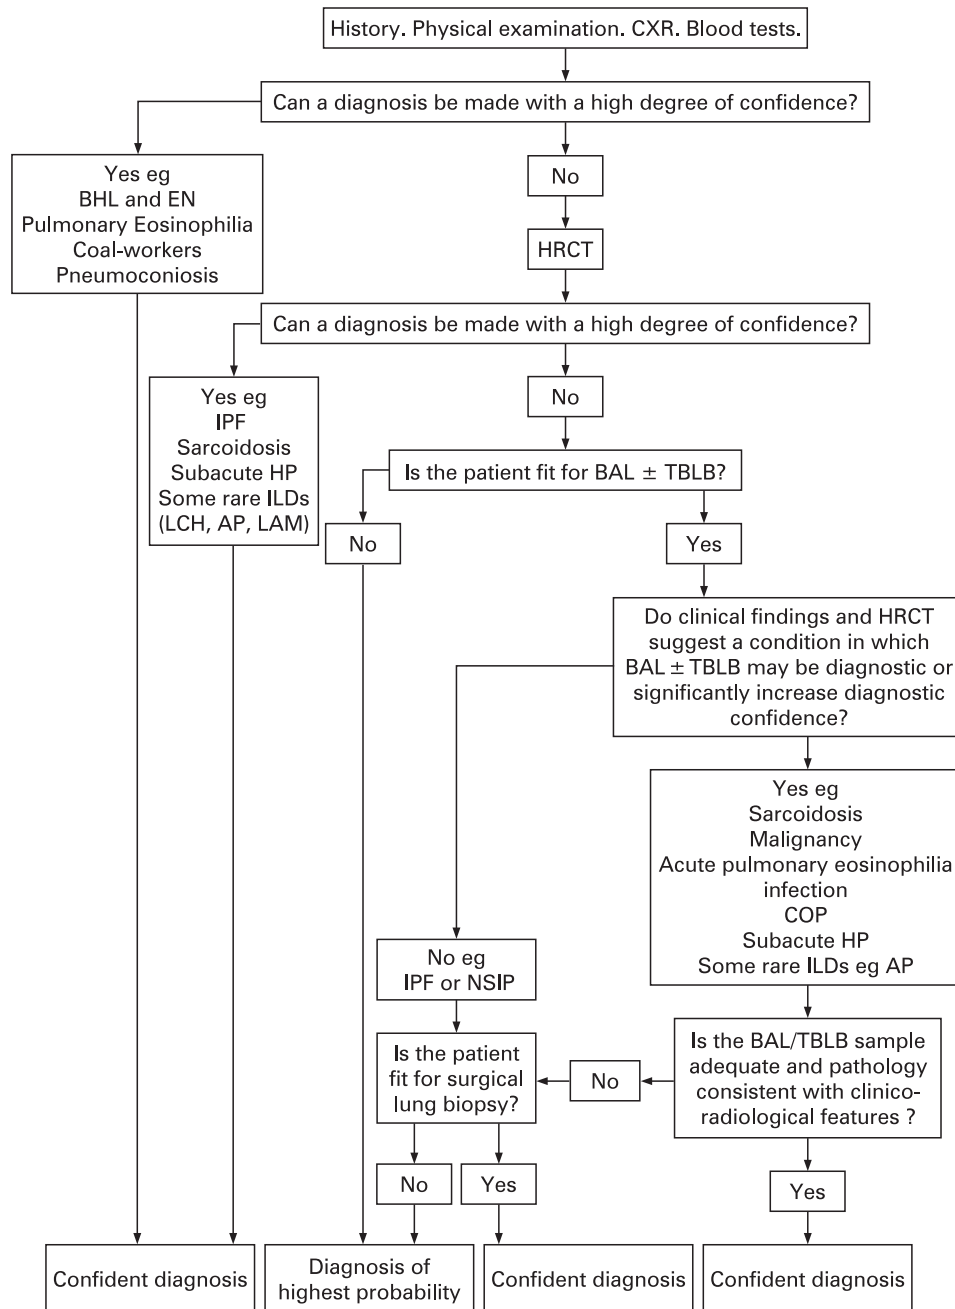 History. Physical examination. CXR. Blood tests.
Can a diagnosis be made with a high degree of confidence?
Yes eg
BHL and EN
Pulmonary Eosinophilia
Coal-workers
Pneumoconiosis
No
HRCT
Can a diagnosis be made with a high degree of confidence?
Yes eg
IPF
Sarcoidosis
Subacute HP
Some rare ILDs
(LCH, AP, LAM)
No
Is the patient fit for BAL ± TBLB?
No
Yes
Do clinical findings and HRCT
suggest a condition in which
BAL ± TBLB may be diagnostic or
significantly increase diagnostic
confidence?
Yes eg
Sarcoidosis
Malignancy
Acute pulmonary eosinophilia
infection
COP
Subacute HP
Some rare ILDs eg AP
No eg
IPF or NSIP
Is the patient
fit for surgical
lung biopsy?
No
Is the BAL/TBLB sample
adequate and pathology
consistent with clinico-
radiological features ?
No
Yes
Yes
Confident diagnosis
Diagnosis of
highest probability
Confident diagnosis
Confident diagnosis